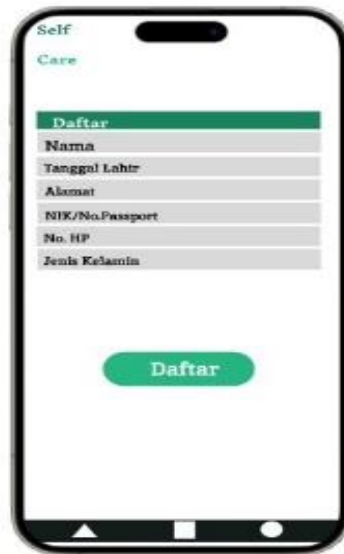 Self
Care
Daftar
Nama
Tanggal Lahir
Alamat
NIK/No.Passport
No. HP
Jenis Kelamin
Daftar